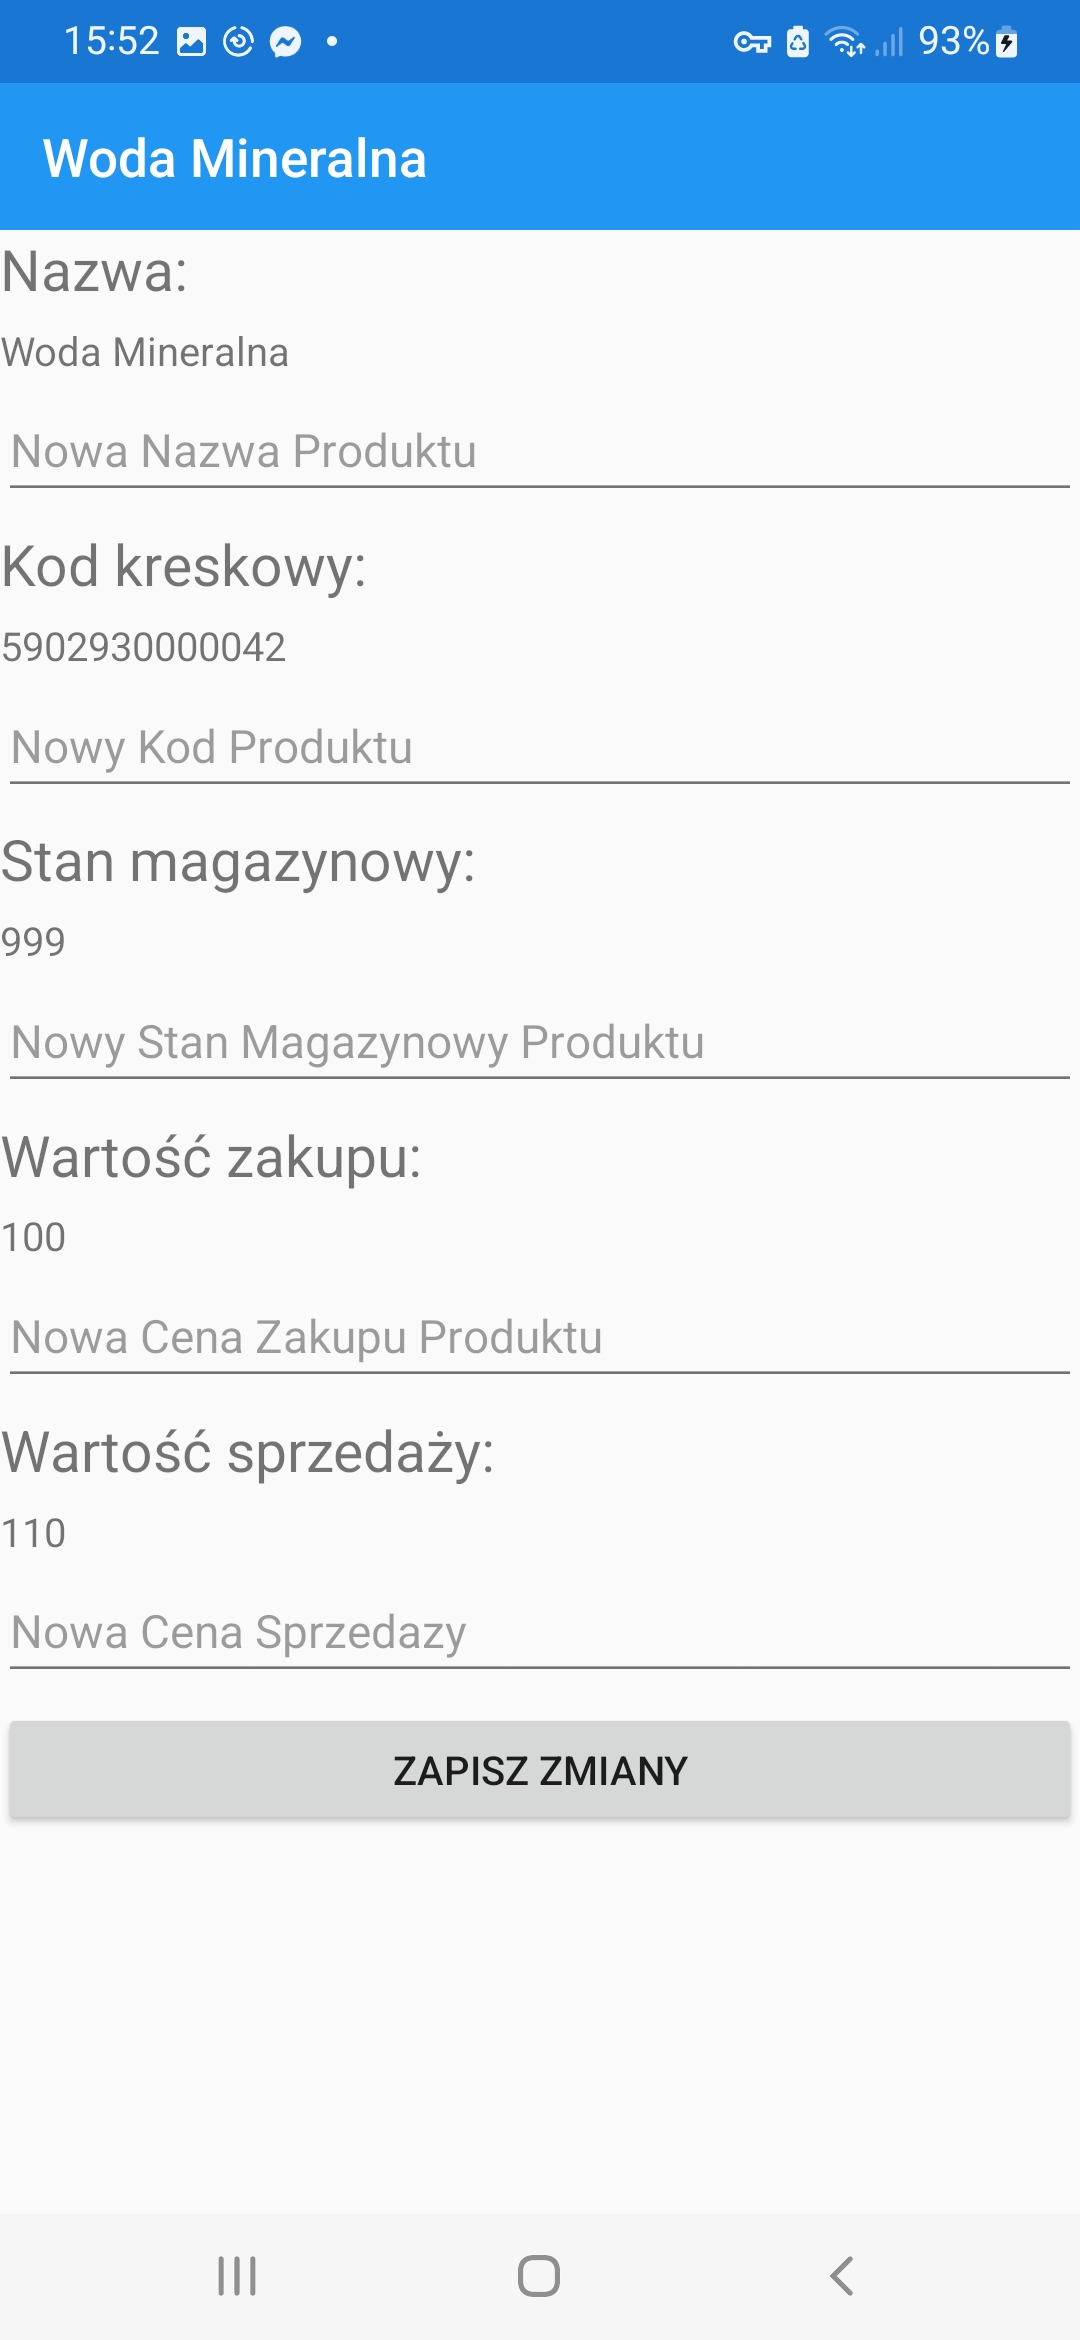 15:52
93%
Woda Mineralna
Nazwa:
Woda Mineralna
Nowa Nazwa Produktu
Kod kreskowy:
5902930000042
Nowy Kod Produktu
Stan magazynowy:
999
Nowy Stan Magazynowy Produktu
Wartość zakupu:
100
Nowa Cena Zakupu Produktu
Wartość sprzedaży:
110
Nowa Cena Sprzedazy
ZAPISZ ZMIANY